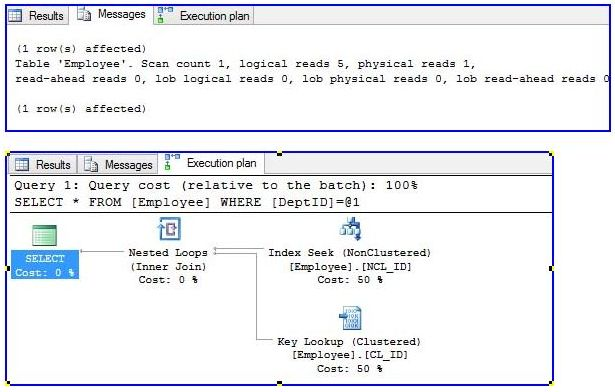 Results Messages Execution plan
(1 row(s) affected)
Table 'Employee'. Scan count 1, logical reads 5, physical reads 1,
read-ahead reads 0, lob logical reads 0, lob physical reads 0, lob read-ahead reads 0
(1 row(s) affected)
Results Messages Execution plan
Query 1: Query cost (relative to the batch): 100%
SELECT * FROM [Employee] WHERE [DeptID]=@1
SELECT
Cost: 0 %
Nested Loops
(Inner Join)
Cost: 0 %
Index Seek (NonClustered)
[Employee].[NCL_ID]
Cost: 50 %
Key Lookup (Clustered)
[Employee].[CL_ID]
Cost: 50 %